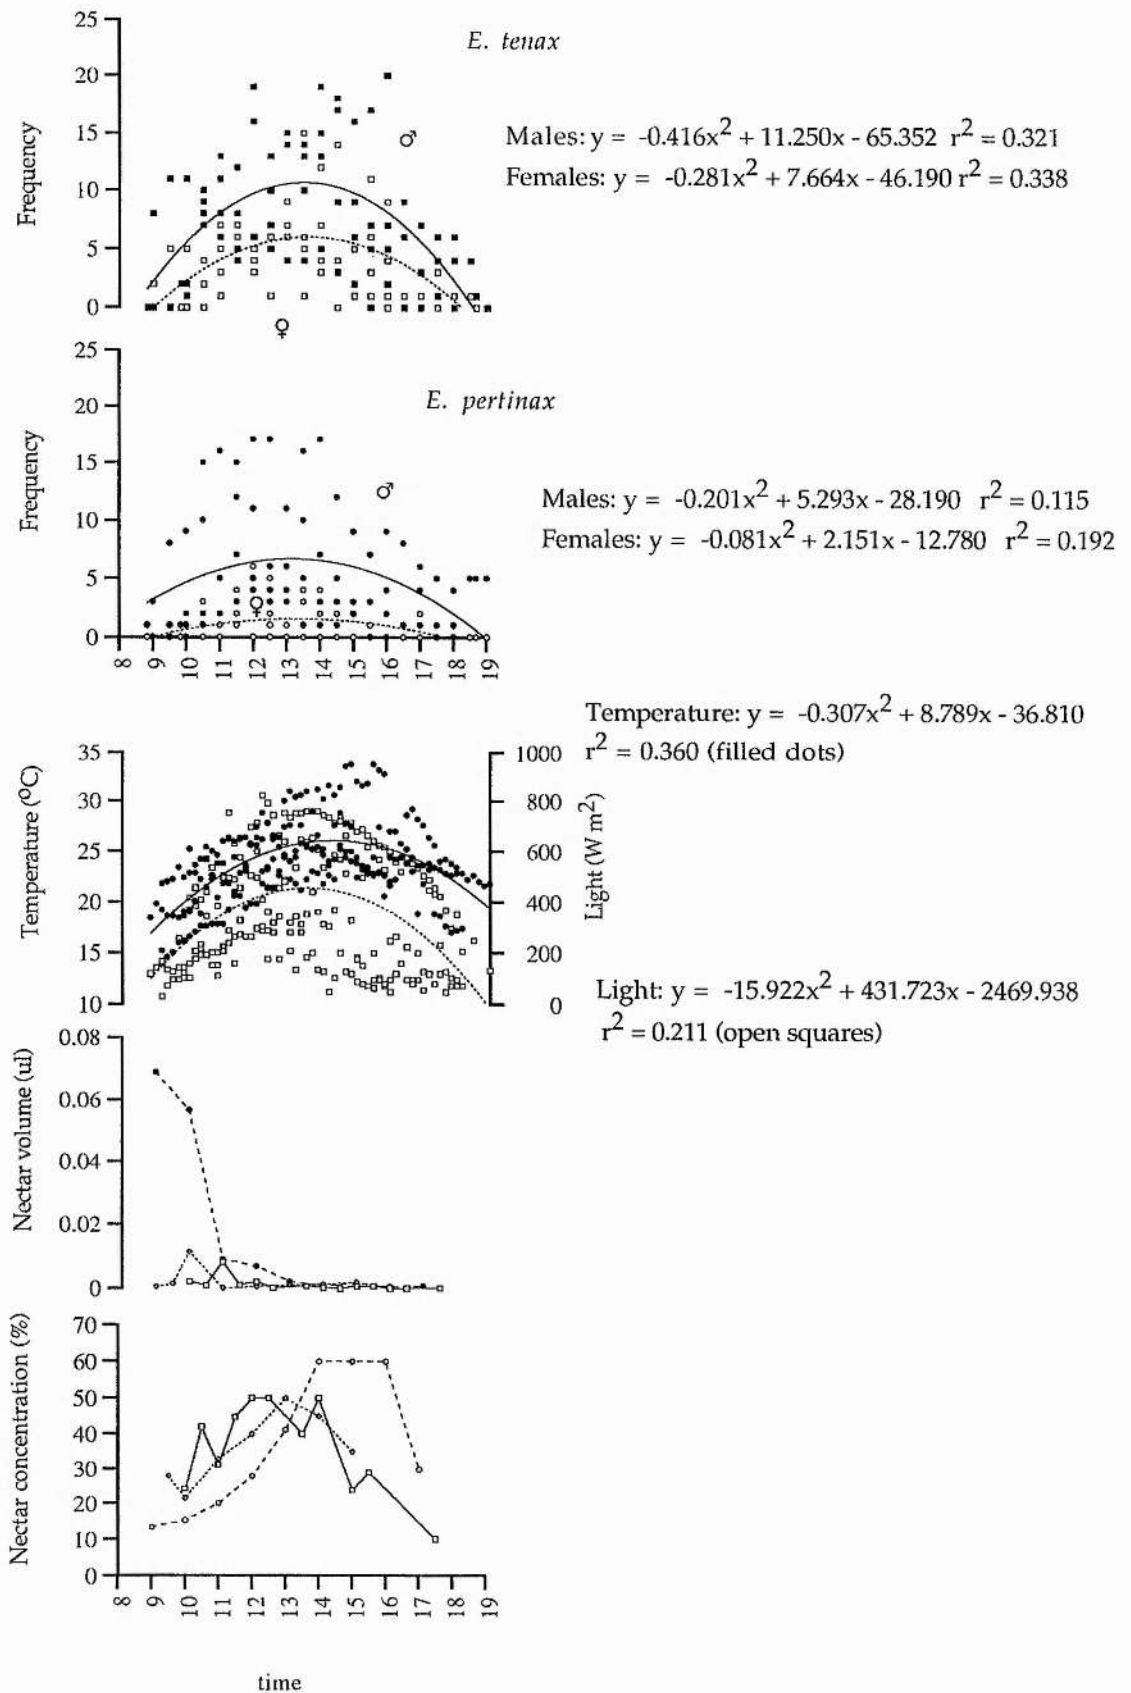 E. tenax
25
20
15
10
5
0
Frequency
♂
♀
Males: y = -0.416x² + 11.250x - 65.352 r² = 0.321
Females: y = -0.281x² + 7.664x - 46.190 r² = 0.338
E. pertinax
25
20
15
10
5
0
Frequency
♂
♀
Males: y = -0.201x² + 5.293x - 28.190 r² = 0.115
Females: y = -0.081x² + 2.151x - 12.780 r² = 0.192
8 9 10 11 12 13 14 15 16 17 18 19
Temperature: y = -0.307x² + 8.789x - 36.810
r² = 0.360 (filled dots)
35
30
25
20
15
10
Temperature (ºC)
1000
800
600
400
200
0
Light (W m²)
Light: y = -15.922x² + 431.723x - 2469.938
r² = 0.211 (open squares)
0.08
0.06
0.04
0.02
0
Nectar volume (ul)
70
60
50
40
30
20
10
0
Nectar concentration (%)
8 9 10 11 12 13 14 15 16 17 18 19
time